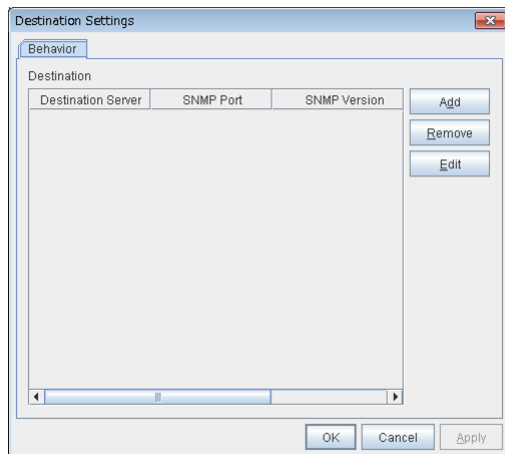 Destination Settings
Behavior
Destination
Destination Server SNMP Port SNMP Version
Add
Remove
Edit
OK Cancel Apply